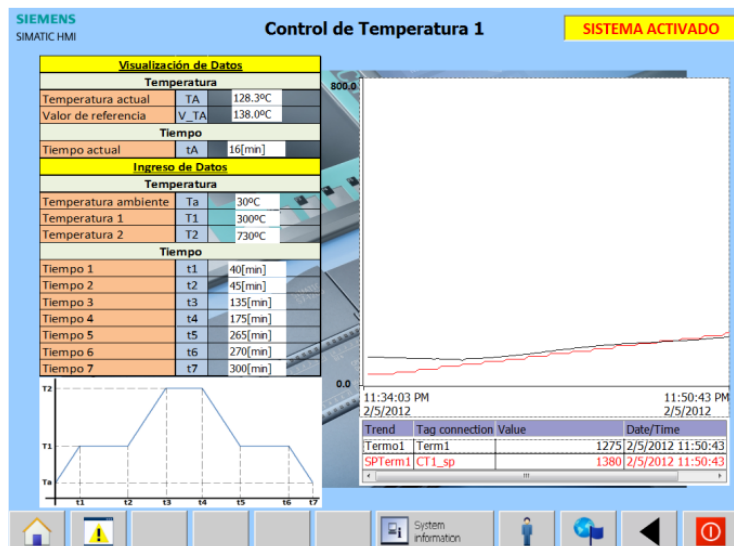 SIEMENS
SIMATIC HMI
Control de Temperatura 1
SISTEMA ACTIVADO
Visualización de Datos
Temperatura
Temperatura actual TA 128.3ºC
Valor de referencia V_TA 138.0ºC
Tiempo
Tiempo actual tA 16[min]
Ingreso de Datos
Temperatura
Temperatura ambiente Ta 30ºC
Temperatura 1 T1 300ºC
Temperatura 2 T2 730ºC
Tiempo
Tiempo 1 t1 40[min]
Tiempo 2 t2 45[min]
Tiempo 3 t3 135[min]
Tiempo 4 t4 175[min]
Tiempo 5 t5 265[min]
Tiempo 6 t6 270[min]
Tiempo 7 t7 300[min]
T2
T1
Ta
t1 t2 t3 t4 t5 t6 t7
800.0
0.0
11:34:03 PM 11:50:43 PM
2/5/2012 2/5/2012
Trend Tag connection Value Date/Time
Termo1 Term1 1275 2/5/2012 11:50:43
SPTerm1 CT1_sp 1380 2/5/2012 11:50:43
System
information